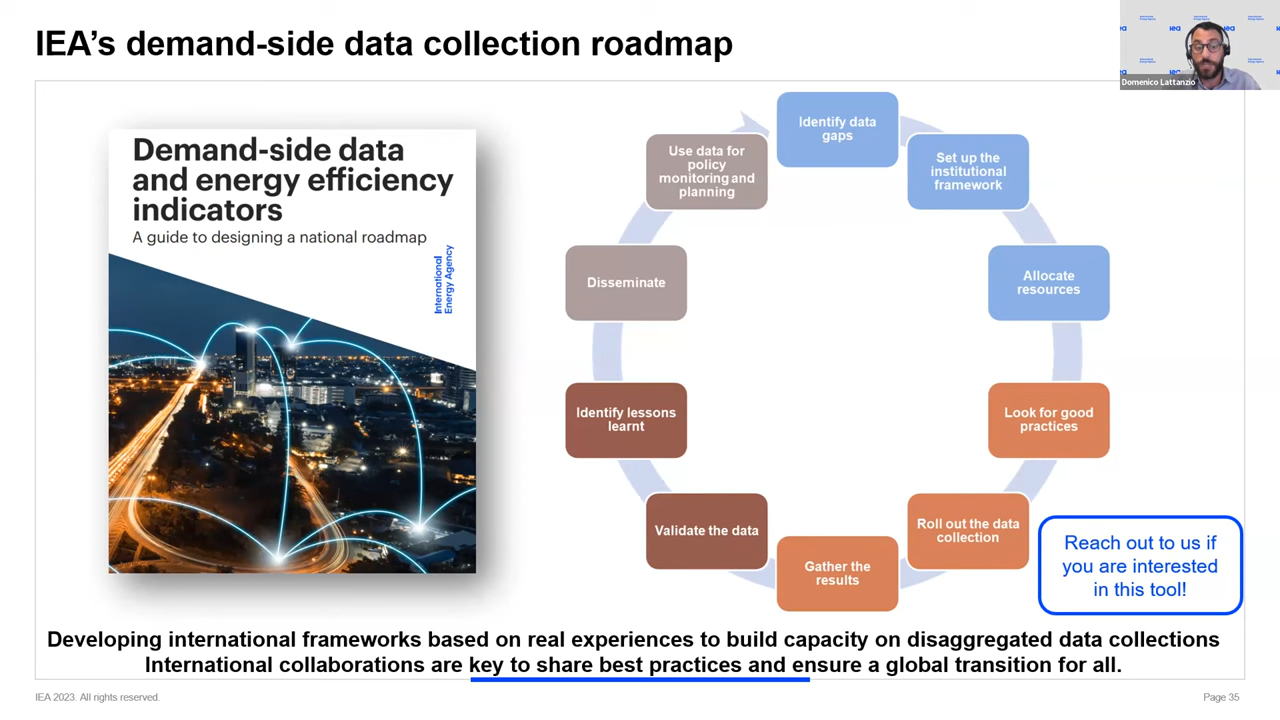 IEA’s demand-side data collection roadmap
iea
iea
iea
Domenico Lattanzio
Demand-side data
and energy efficiency
indicators
A guide to designing a national roadmap
International
Energy Agency
Identify data
gaps
Set up the
institutional
framework
Allocate
resources
Look for good
practices
Roll out the data
collection
Gather the
results
Validate the data
Identify lessons
learnt
Disseminate
Use data for
policy
monitoring and
planning
Reach out to us if
you are interested
in this tool!
Developing international frameworks based on real experiences to build capacity on disaggregated data collections
International collaborations are key to share best practices and ensure a global transition for all.
IEA 2023. All rights reserved.
Page 35